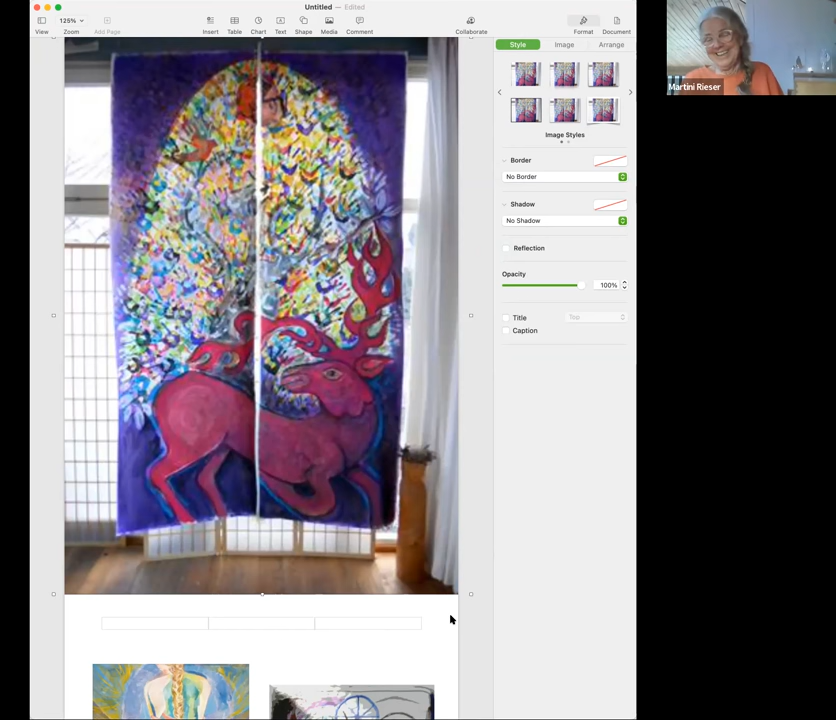 Untitled — Edited
125%
View
Zoom
Add Page
Insert
Table
Chart
Text
Shape
Media
Comment
Collaborate
Format
Document
Style
Image
Arrange
Image Styles
Border
No Border
Shadow
No Shadow
Reflection
Opacity
100%
Title
Top
Caption
Martini Rieser